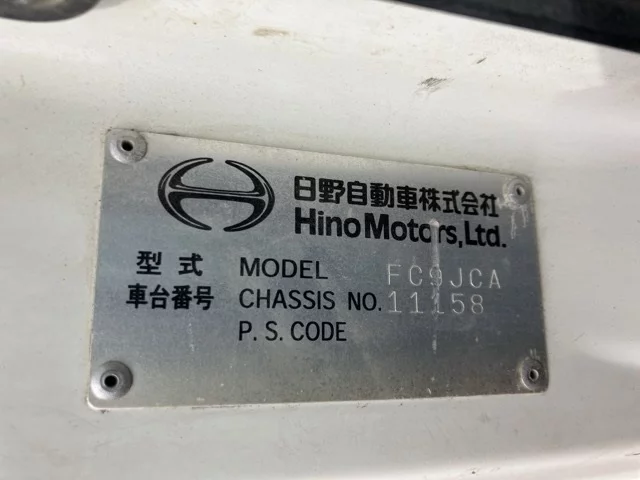 日野自動車株式会社
Hino Motors, Ltd.
型式 MODEL FC9JCA
車台番号 CHASSIS NO. 11158
P. S. CODE